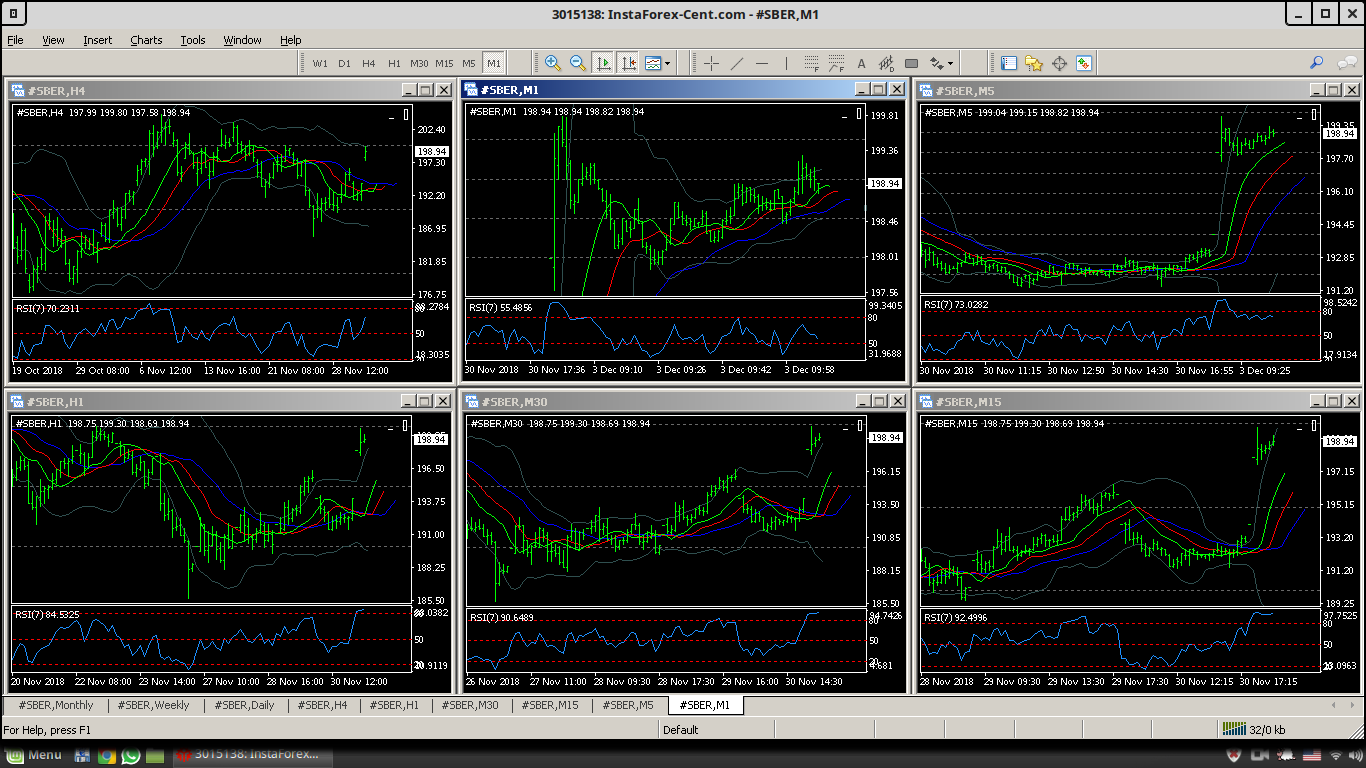 3015138: InstaForex-Cent.com - #SBER,M1
File View Insert Charts Tools Window Help
W1 D1 H4 H1 M30 M15 M5 M1
#SBER,H4
#SBER,H4 197.99 199.80 197.58 198.94
202.40
198.94
197.30
192.20
186.95
181.85
176.75
RSI(7) 70.2311
50
18.3035
19 Oct 2018 29 Oct 08:00 6 Nov 12:00 13 Nov 16:00 21 Nov 08:00 28 Nov 12:00
#SBER,M1
#SBER,M1 198.94 198.94 198.82 198.94
199.81
199.36
198.94
198.46
198.01
197.56
RSI(7) 55.4856
99.3405
80
50
31.9688
30 Nov 2018 30 Nov 17:36 3 Dec 09:10 3 Dec 09:26 3 Dec 09:42 3 Dec 09:58
#SBER,M5
#SBER,M5 199.04 199.15 198.82 198.94
199.35
198.94
197.70
196.10
194.45
192.85
191.20
RSI(7) 73.0282
98.5242
80
50
17.9134
30 Nov 2018 30 Nov 11:15 30 Nov 12:50 30 Nov 14:30 30 Nov 16:55 3 Dec 09:25
#SBER,H1
#SBER,H1 198.75 199.30 198.69 198.94
198.94
196.50
193.75
191.00
188.25
185.50
RSI(7) 84.5325
50
20 Nov 2018 22 Nov 08:00 23 Nov 14:00 27 Nov 10:00 28 Nov 16:00 30 Nov 12:00
#SBER,M30
#SBER,M30 198.75 199.30 198.69 198.94
198.94
196.15
193.50
190.85
188.15
185.50
RSI(7) 90.6489
50
26 Nov 2018 27 Nov 11:00 28 Nov 08:30 28 Nov 17:30 29 Nov 16:00 30 Nov 14:30
#SBER,M15
#SBER,M15 198.75 199.30 198.69 198.94
198.94
197.15
195.15
193.20
191.20
189.25
RSI(7) 92.4996
97.7525
80
50
28 Nov 2018 29 Nov 09:30 29 Nov 13:30 29 Nov 17:30 30 Nov 12:15 30 Nov 17:15
#SBER,Monthly #SBER,Weekly #SBER,Daily #SBER,H4 #SBER,H1 #SBER,M30 #SBER,M15 #SBER,M5 #SBER,M1
For Help, press F1 Default 32/0 kb
Menu 3015138: InstaForex-C...